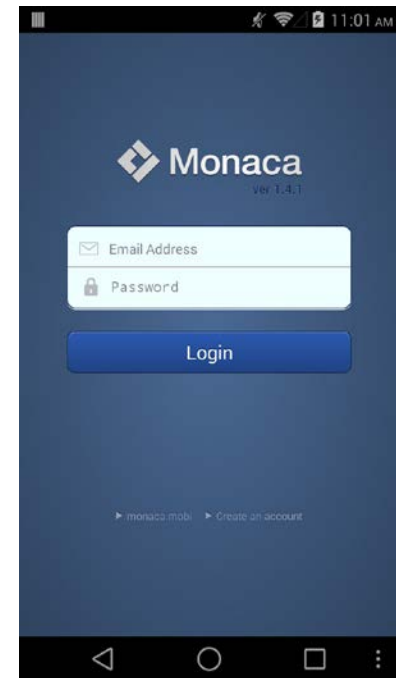 11:01 AM
Monaca
ver 1.4.1
Email Address
Password
Login
monaca.mobi Create an account